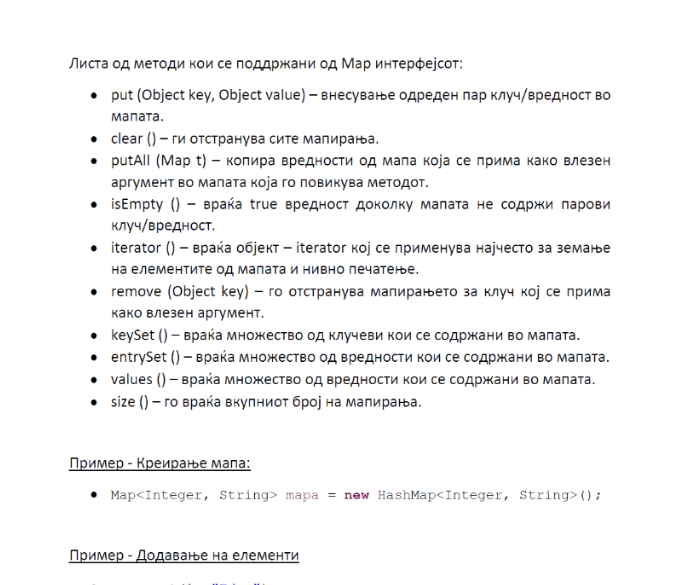 Листа од методи кои се поддржани од Map интерфејсот:
• put (Object key, Object value) – внесување одреден пар клуч/вредност во
мапата.
• clear () – ги отстранува сите мапирања.
• putAll (Map t) – копира вредности од мапа која се прима како влезен
аргумент во мапата која го повикува методот.
• isEmpty () – враќа true вредност доколку мапата не содржи парови
клуч/вредност.
• iterator () – враќа објект – iterator кој се применува најчесто за земање
на елементите од мапата и нивно печатење.
• remove (Object key) – го отстранува мапирањето за клуч кој се прима
како влезен аргумент.
• keySet () – враќа множество од клучеви кои се содржани во мапата.
• entrySet () – враќа множество од вредности кои се содржани во мапата.
• values () – враќа множество од вредности кои се содржани во мапата.
• size () – го враќа вкупниот број на мапирања.
Пример - Креирање мапа:
• Map<Integer, String> mapa = new HashMap<Integer, String>();
Пример - Додавање на елементи